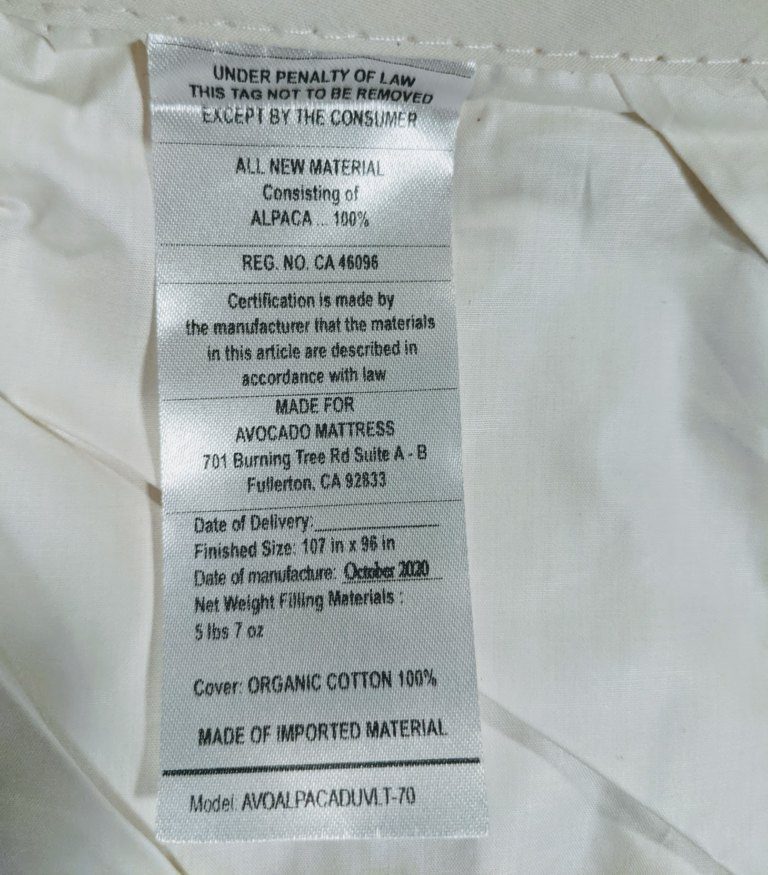 UNDER PENALTY OF LAW
THIS TAG NOT TO BE REMOVED
EXCEPT BY THE CONSUMER
ALL NEW MATERIAL
Consisting of
ALPACA ... 100%
REG. NO. CA 46096
Certification is made by
the manufacturer that the materials
in this article are described in
accordance with law
MADE FOR
AVOCADO MATTRESS
701 Burning Tree Rd Suite A - B
Fullerton, CA 92833
Date of Delivery:
Finished Size: 107 in x 96 in
Date of manufacture: October 2020
Net Weight Filling Materials :
5 lbs 7 oz
Cover: ORGANIC COTTON 100%
MADE OF IMPORTED MATERIAL
Model: AVOALPACADUVLT-70